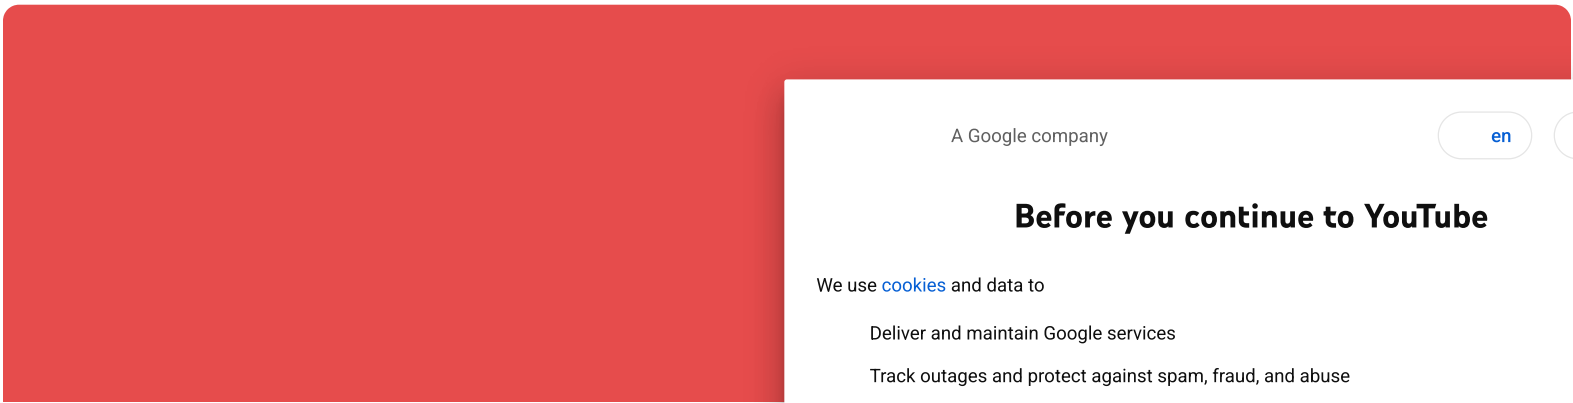 A Google company
en
Before you continue to YouTube
We use cookies and data to
Deliver and maintain Google services
Track outages and protect against spam, fraud, and abuse